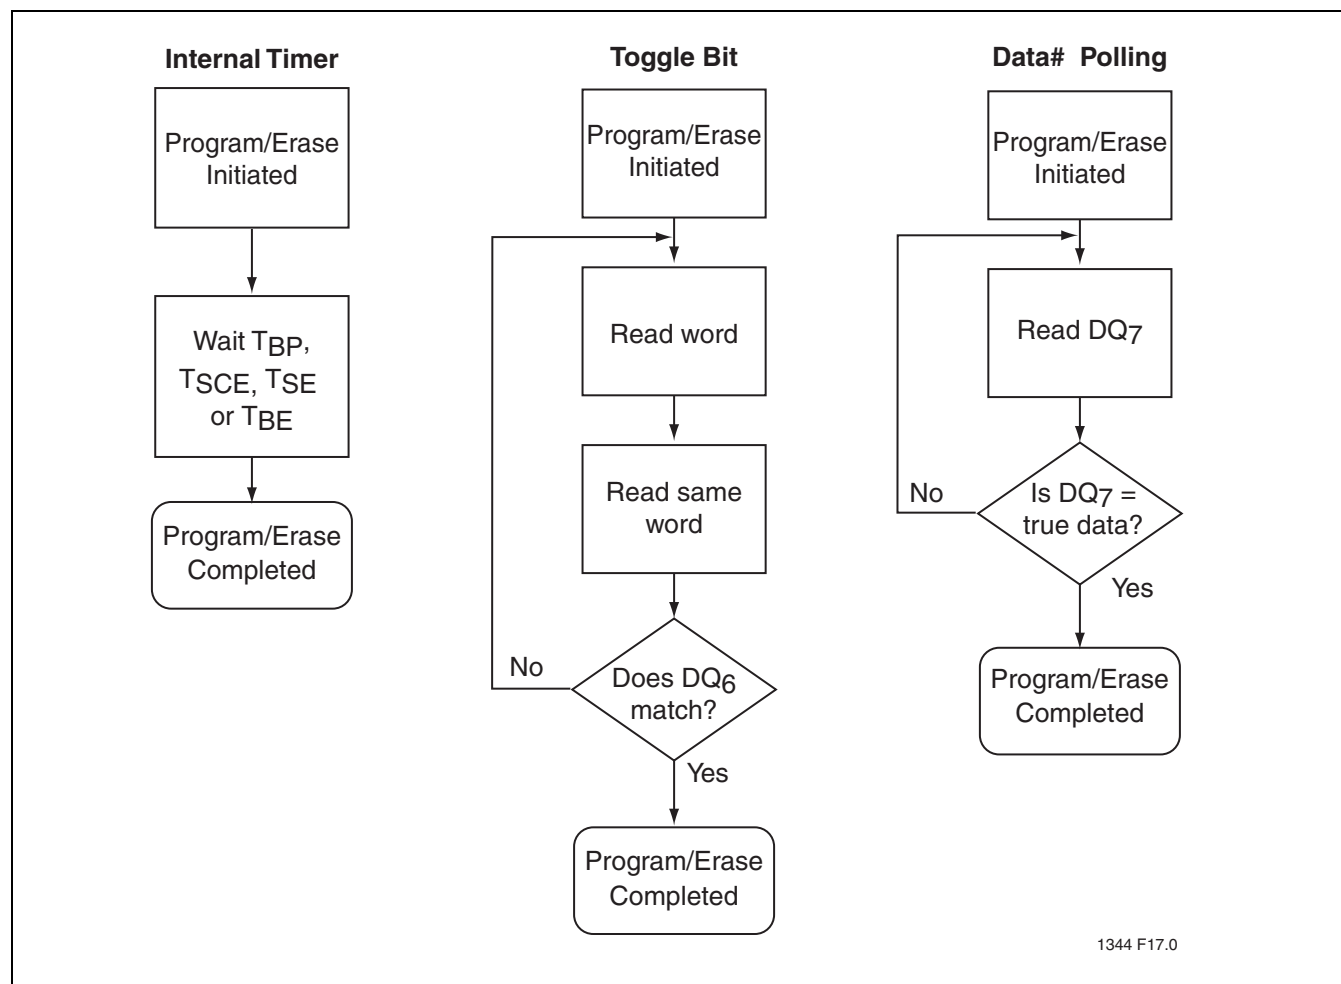 Internal Timer
Program/Erase
Initiated
Wait TBP,
TSCE, TSE
or TBE
Program/Erase
Completed
Toggle Bit
Program/Erase
Initiated
Read word
Read same
word
Does DQ6
match?
No
Yes
Program/Erase
Completed
Data# Polling
Program/Erase
Initiated
Read DQ7
Is DQ7 =
true data?
No
Yes
Program/Erase
Completed
1344 F17.0